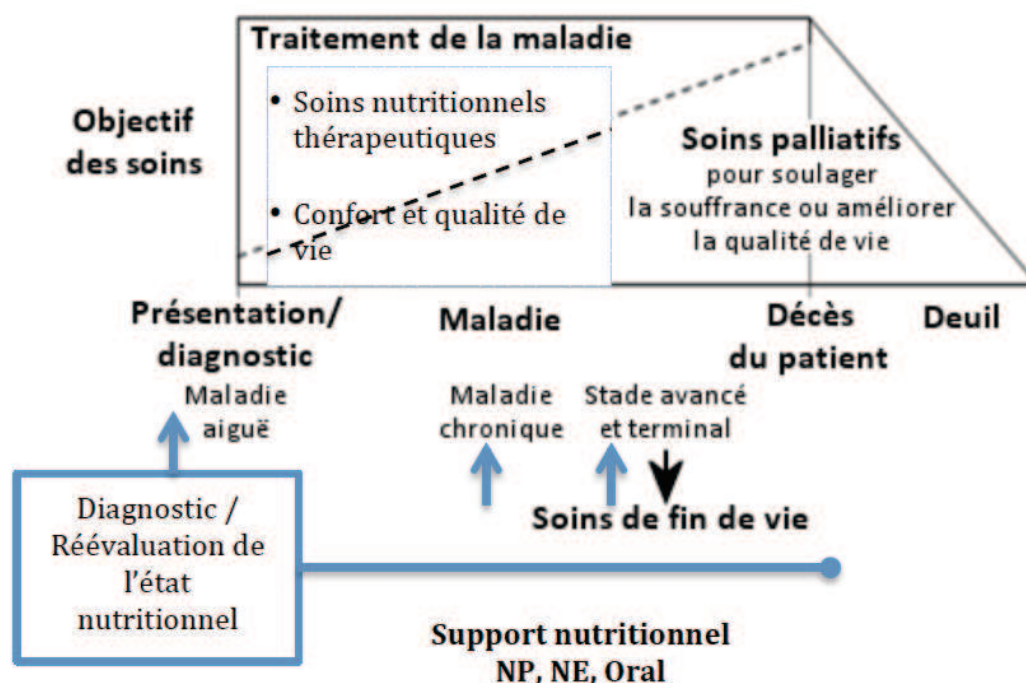 Traitement de la maladie
Objectif
des soins
• Soins nutritionnels
thérapeutiques
• Confort et qualité de
vie
Soins palliatifs
pour soulager
la souffrance ou améliorer
la qualité de vie
Présentation/
diagnostic
Maladie
Décès
du patient
Deuil
Maladie
aiguë
Maladie
chronique
Stade avancé
et terminal
Soins de fin de vie
Diagnostic /
Réévaluation de
l'état
nutritionnel
Support nutritionnel
NP, NE, Oral